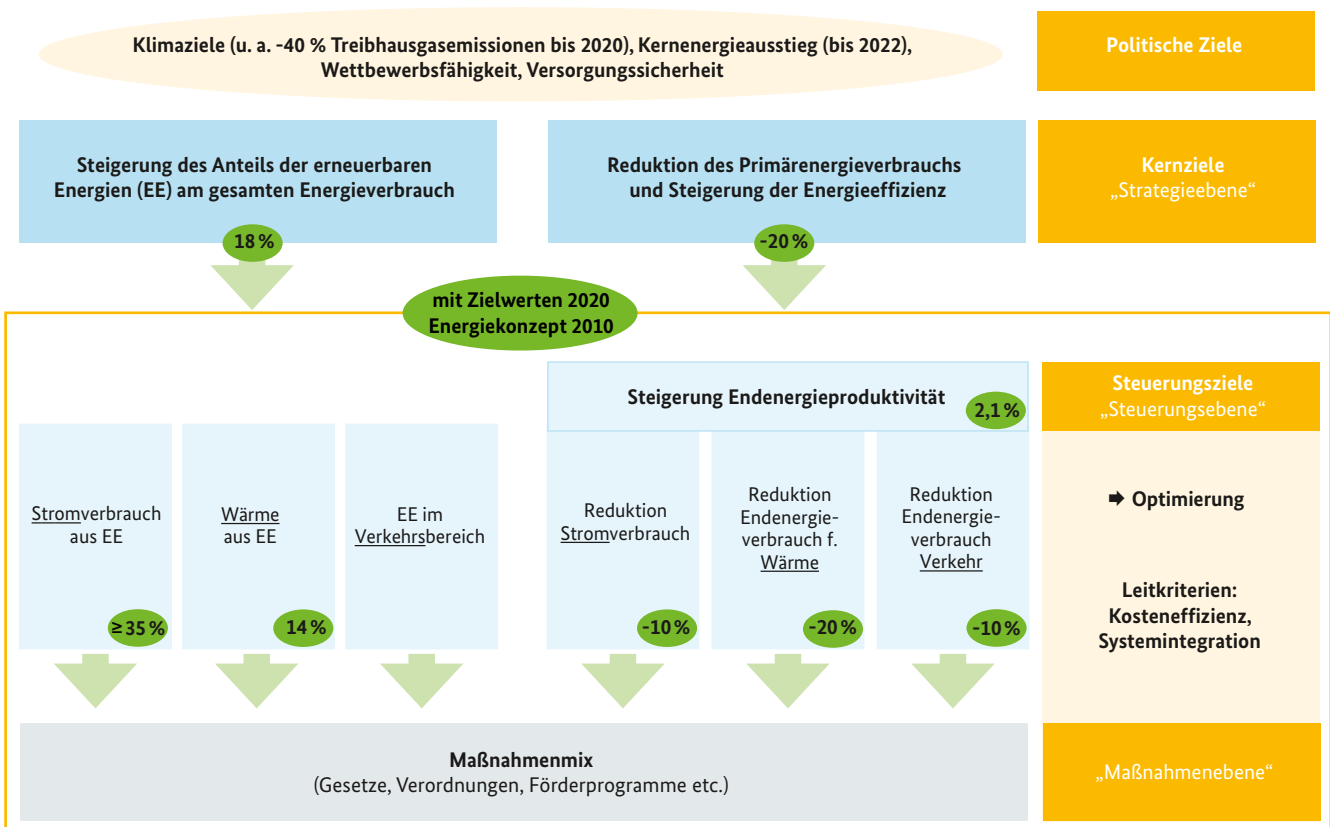 Klimaziele (u. a. -40 % Treibhausgasemissionen bis 2020), Kernenergieausstieg (bis 2022),
Wettbewerbsfähigkeit, Versorgungssicherheit
Politische Ziele
Steigerung des Anteils der erneuerbaren
Energien (EE) am gesamten Energieverbrauch
18 %
Reduktion des Primärenergieverbrauchs
und Steigerung der Energieeffizienz
-20 %
Kernziele
„Strategieebene“
mit Zielwerten 2020
Energiekonzept 2010
Steigerung Endenergieproduktivität
2,1 %
Steuerungsziele
„Steuerungsebene“
Stromverbrauch
aus EE
≥ 35 %
Wärme
aus EE
14 %
EE im
Verkehrsbereich
Reduktion
Stromverbrauch
-10 %
Reduktion
Endenergie-
verbrauch f.
Wärme
-20 %
Reduktion
Endenergie-
verbrauch
Verkehr
-10 %
➡ Optimierung
Leitkriterien:
Kosteneffizienz,
Systemintegration
Maßnahmenmix
(Gesetze, Verordnungen, Förderprogramme etc.)
„Maßnahmenebene“